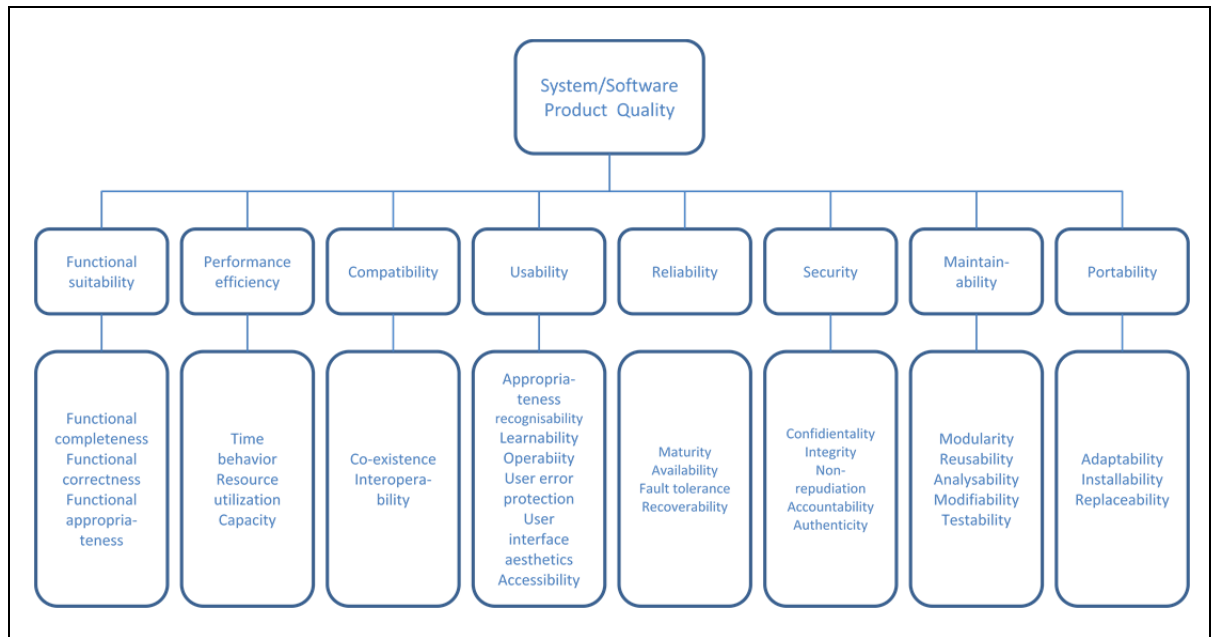 System/Software
Product Quality
Functional
suitability
Performance
efficiency
Compatibility
Usability
Reliability
Security
Maintain-
ability
Portability
Functional
completeness
Functional
correctness
Functional
appropria-
teness
Time
behavior
Resource
utilization
Capacity
Co-existence
Interopera-
bility
Appropria-
teness
recognisability
Learnability
Operabiity
User error
protection
User
interface
aesthetics
Accessibility
Maturity
Availability
Fault tolerance
Recoverability
Confidientality
Integrity
Non-
repudiation
Accountability
Authenticity
Modularity
Reusability
Analysability
Modifiability
Testability
Adaptability
Installability
Replaceability